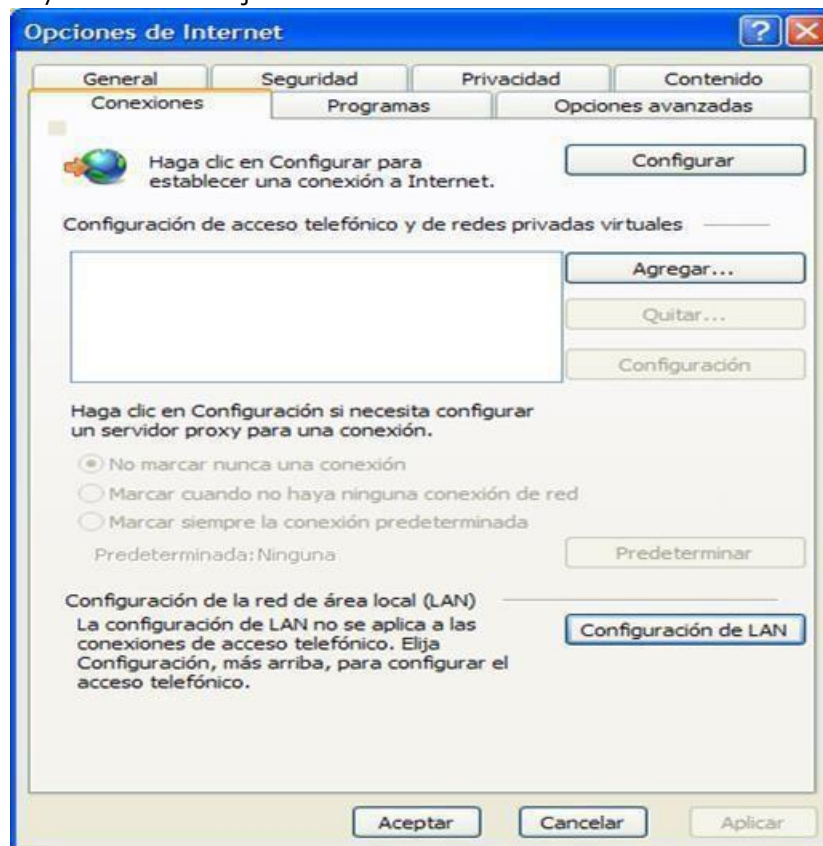 Opciones de Internet
General Seguridad Privacidad Contenido
Conexiones Programas Opciones avanzadas
Haga clic en Configurar para
establecer una conexión a Internet.
Configurar
Configuración de acceso telefónico y de redes privadas virtuales
Agregar...
Quitar...
Configuración
Haga clic en Configuración si necesita configurar
un servidor proxy para una conexión.
No marcar nunca una conexión
Marcar cuando no haya ninguna conexión de red
Marcar siempre la conexión predeterminada
Predeterminada: Ninguna
Predeterminar
Configuración de la red de área local (LAN)
La configuración de LAN no se aplica a las
conexiones de acceso telefónico. Elija
Configuración, más arriba, para configurar el
acceso telefónico.
Configuración de LAN
Aceptar Cancelar Aplicar